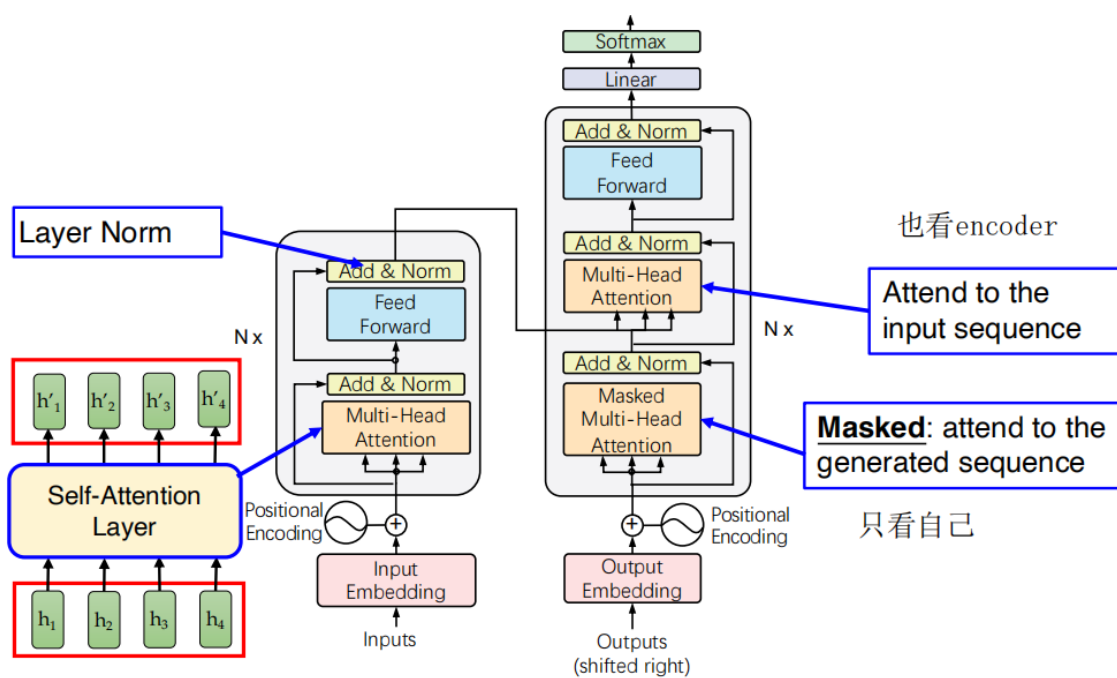 Softmax
Linear
Add & Norm
Feed
Forward
Add & Norm
Multi-Head
Attention
Add & Norm
Masked
Multi-Head
Attention
N x
Positional
Encoding
Output
Embedding
Outputs
(shifted right)
也看encoder
Attend to the
input sequence
Masked: attend to the
generated sequence
只看自己
Layer Norm
Add & Norm
Feed
Forward
N x
Add & Norm
Multi-Head
Attention
Positional
Encoding
Input
Embedding
Inputs
h'1 h'2 h'3 h'4
Self-Attention
Layer
h1 h2 h3 h4